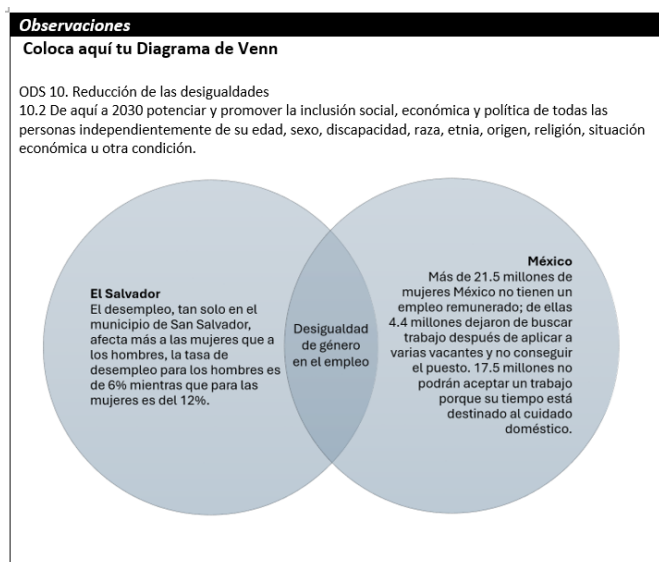 Observaciones
Coloca aquí tu Diagrama de Venn
ODS 10. Reducción de las desigualdades
10.2 De aquí a 2030 potenciar y promover la inclusión social, económica y política de todas las
personas independientemente de su edad, sexo, discapacidad, raza, etnia, origen, religión, situación
económica u otra condición.
El Salvador
El desempleo, tan solo en el
municipio de San Salvador,
afecta más a las mujeres que a
los hombres, la tasa de
desempleo para los hombres es
de 6% mientras que para las
mujeres es del 12%.
Desigualdad
de género
en el empleo
México
Más de 21.5 millones de
mujeres México no tienen un
empleo remunerado; de ellas
4.4 millones dejaron de buscar
trabajo después de aplicar a
varias vacantes y no conseguir
el puesto. 17.5 millones no
podrán aceptar un trabajo
porque su tiempo está
destinado al cuidado
doméstico.